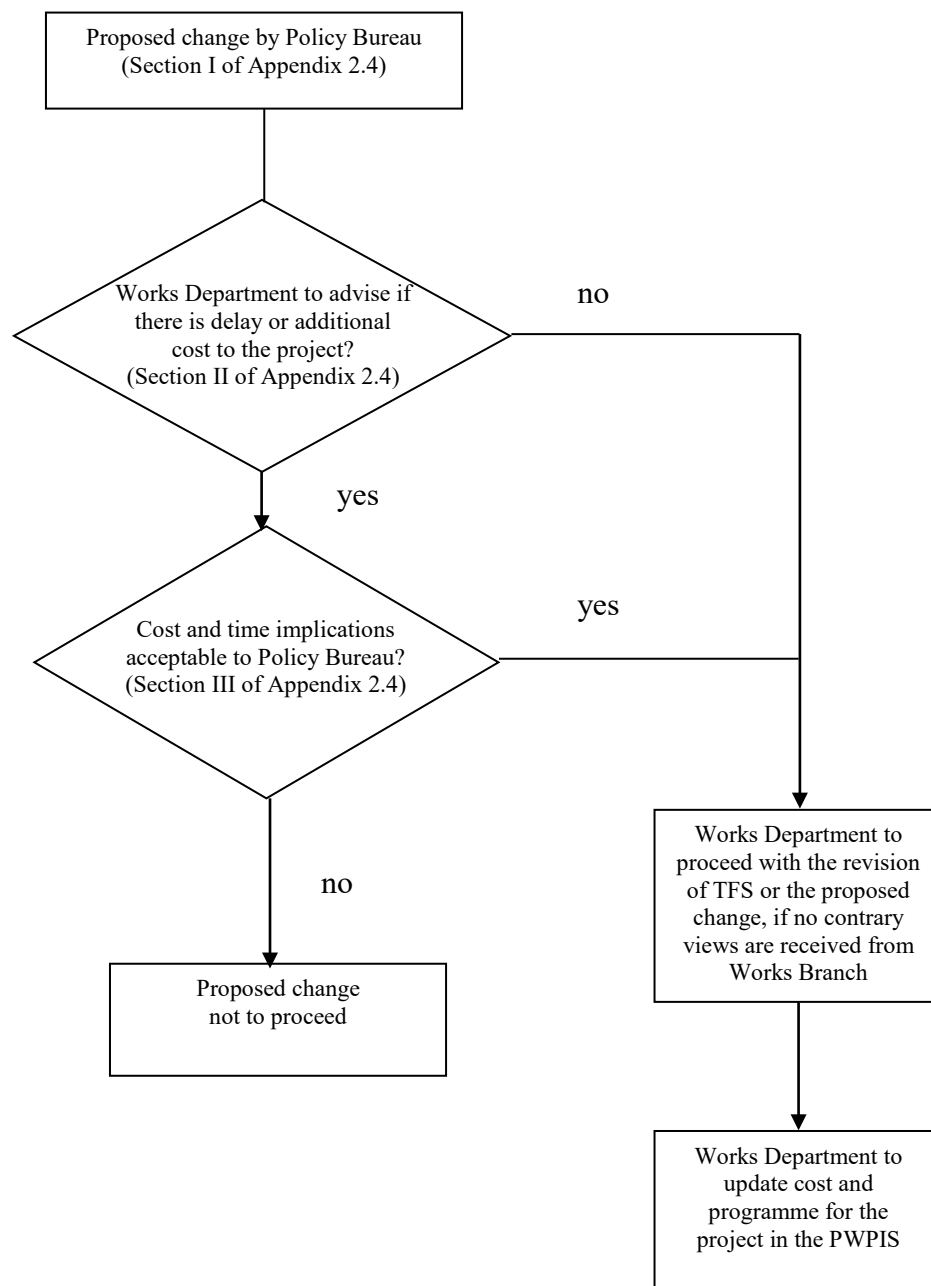 Proposed change by Policy Bureau
(Section I of Appendix 2.4)
Works Department to advise if
there is delay or additional
cost to the project?
(Section II of Appendix 2.4)
no
yes
Cost and time implications
acceptable to Policy Bureau?
(Section III of Appendix 2.4)
yes
no
Proposed change
not to proceed
Works Department to
proceed with the revision
of TFS or the proposed
change, if no contrary
views are received from
Works Branch
Works Department to
update cost and
programme for the
project in the PWPIS